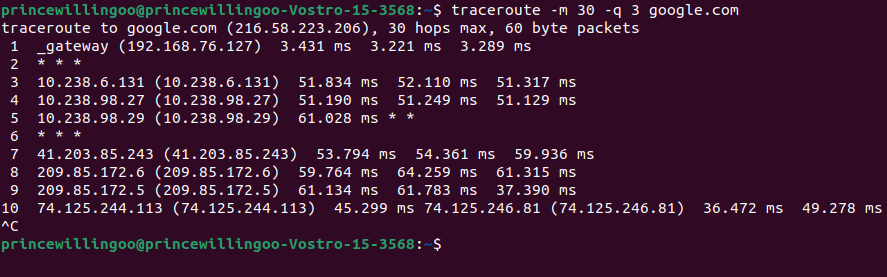 princewillingoo@princewillingoo-Vostro-15-3568:~$ traceroute -m 30 -q 3 google.com
traceroute to google.com (216.58.223.206), 30 hops max, 60 byte packets
 1  _gateway (192.168.76.127)  3.431 ms  3.221 ms  3.289 ms
 2  * * *
 3  10.238.6.131 (10.238.6.131)  51.834 ms  52.110 ms  51.317 ms
 4  10.238.98.27 (10.238.98.27)  51.190 ms  51.249 ms  51.129 ms
 5  10.238.98.29 (10.238.98.29)  61.028 ms * *
 6  * * *
 7  41.203.85.243 (41.203.85.243)  53.794 ms  54.361 ms  59.936 ms
 8  209.85.172.6 (209.85.172.6)  59.764 ms  64.259 ms  61.315 ms
 9  209.85.172.5 (209.85.172.5)  61.134 ms  61.783 ms  37.390 ms
10  74.125.244.113 (74.125.244.113)  45.299 ms 74.125.246.81 (74.125.246.81)  36.472 ms  49.278 ms
^C
princewillingoo@princewillingoo-Vostro-15-3568:~$